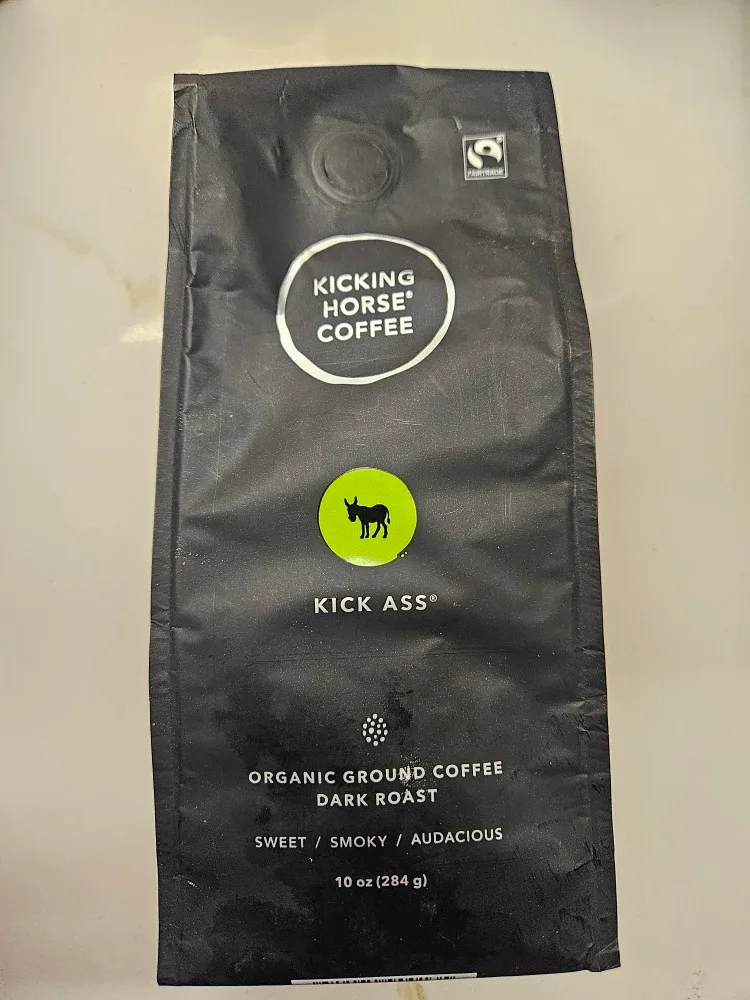 FAIRTRADE
KICKING
HORSE®
COFFEE
KICK ASS®
ORGANIC GROUND COFFEE
DARK ROAST
SWEET / SMOKY / AUDACIOUS
10 oz (284 g)